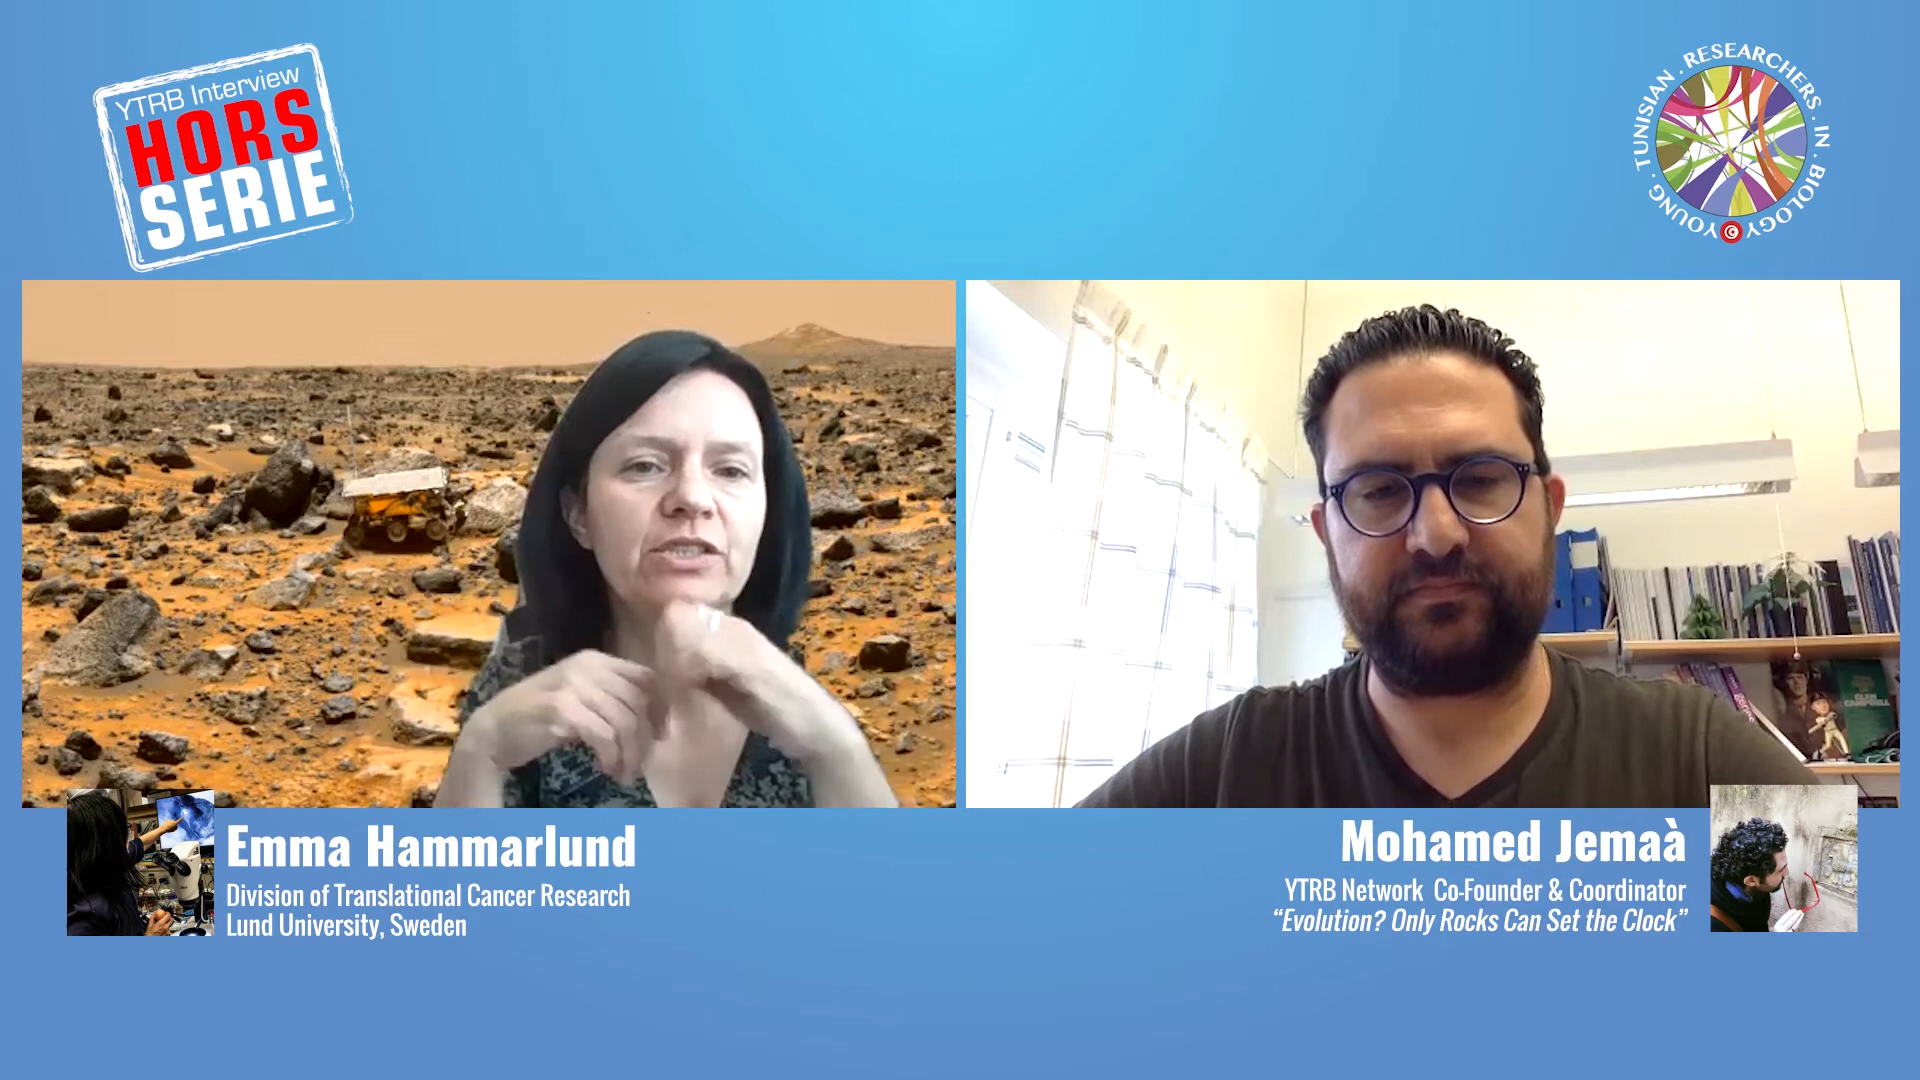 YTRB Interview
HORS
SERIE
YOUNG . TUNISIAN . RESEARCHERS . IN . BIOLOGY
CAMPBELL
Emma Hammarlund
Division of Translational Cancer Research
Lund University, Sweden
Mohamed Jemaà
YTRB Network Co-Founder & Coordinator
“Evolution? Only Rocks Can Set the Clock”